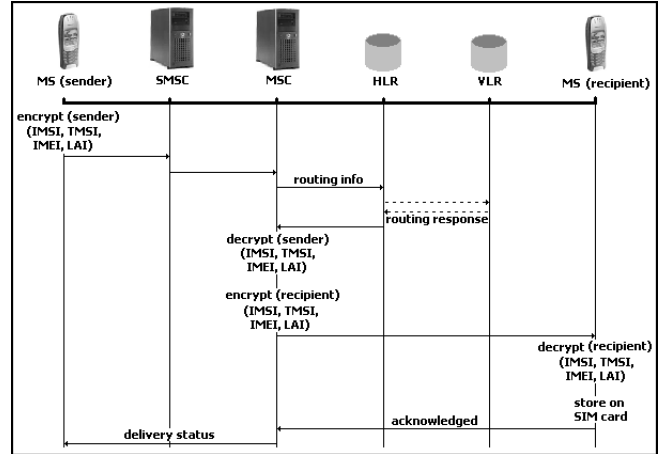 MS (sender)
SMSC
MSC
HLR
VLR
MS (recipient)
encrypt (sender)
(IMSI, TMSI,
IMEI, LAI)
routing info
routing response
decrypt (sender)
(IMSI, TMSI,
IMEI, LAI)
encrypt (recipient)
(IMSI, TMSI,
IMEI, LAI)
decrypt (recipient)
(IMSI, TMSI,
IMEI, LAI)
store on
SIM card
acknowledged
delivery status